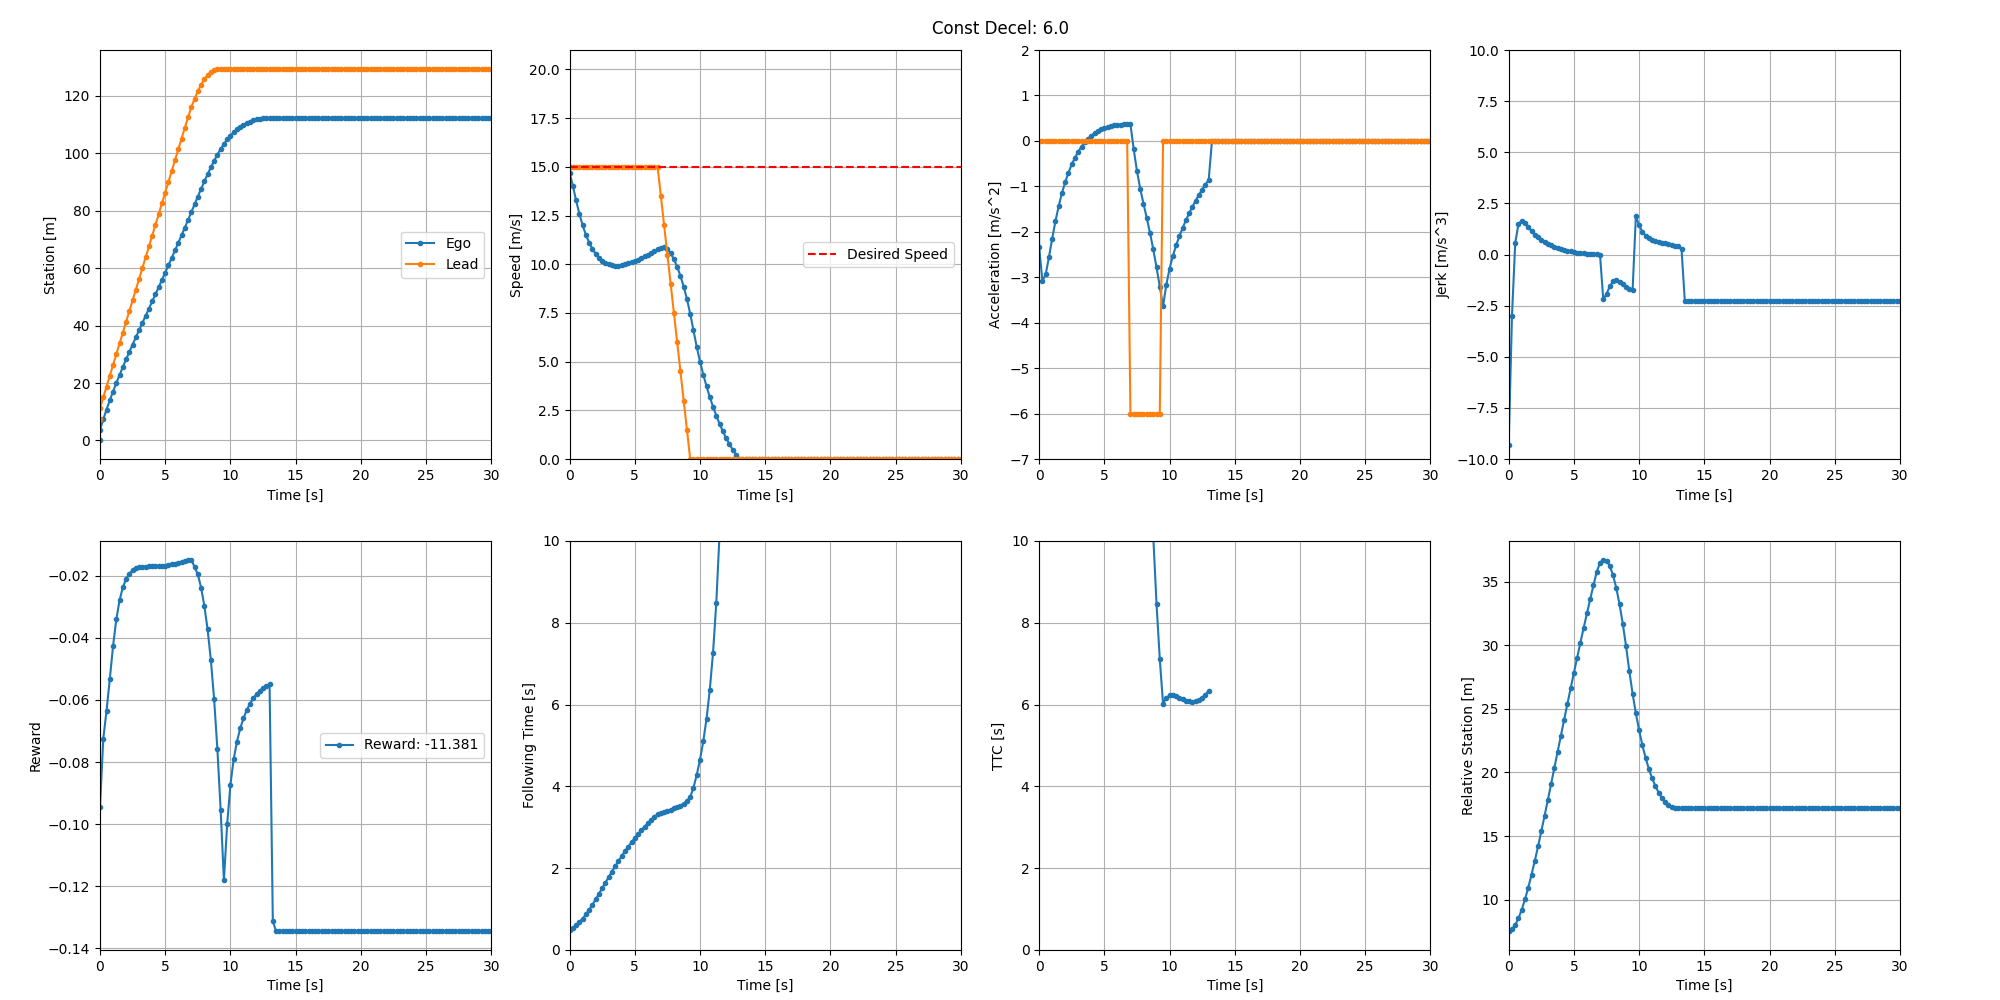 Const Decel: 6.0
Station [m]
120
100
80
60
40
20
0
Ego
Lead
0 5 10 15 20 25 30
Time [s]
Speed [m/s]
20.0
17.5
15.0
12.5
10.0
7.5
5.0
2.5
0.0
Desired Speed
0 5 10 15 20 25 30
Time [s]
Acceleration [m/s^2]
2
1
0
−1
−2
−3
−4
−5
−6
−7
0 5 10 15 20 25 30
Time [s]
Jerk [m/s^3]
10.0
7.5
5.0
2.5
0.0
−2.5
−5.0
−7.5
−10.0
0 5 10 15 20 25 30
Time [s]
Reward
−0.02
−0.04
−0.06
−0.08
−0.10
−0.12
−0.14
Reward: -11.381
0 5 10 15 20 25 30
Time [s]
Following Time [s]
10
8
6
4
2
0
0 5 10 15 20 25 30
Time [s]
TTC [s]
10
8
6
4
2
0
0 5 10 15 20 25 30
Time [s]
Relative Station [m]
35
30
25
20
15
10
0 5 10 15 20 25 30
Time [s]